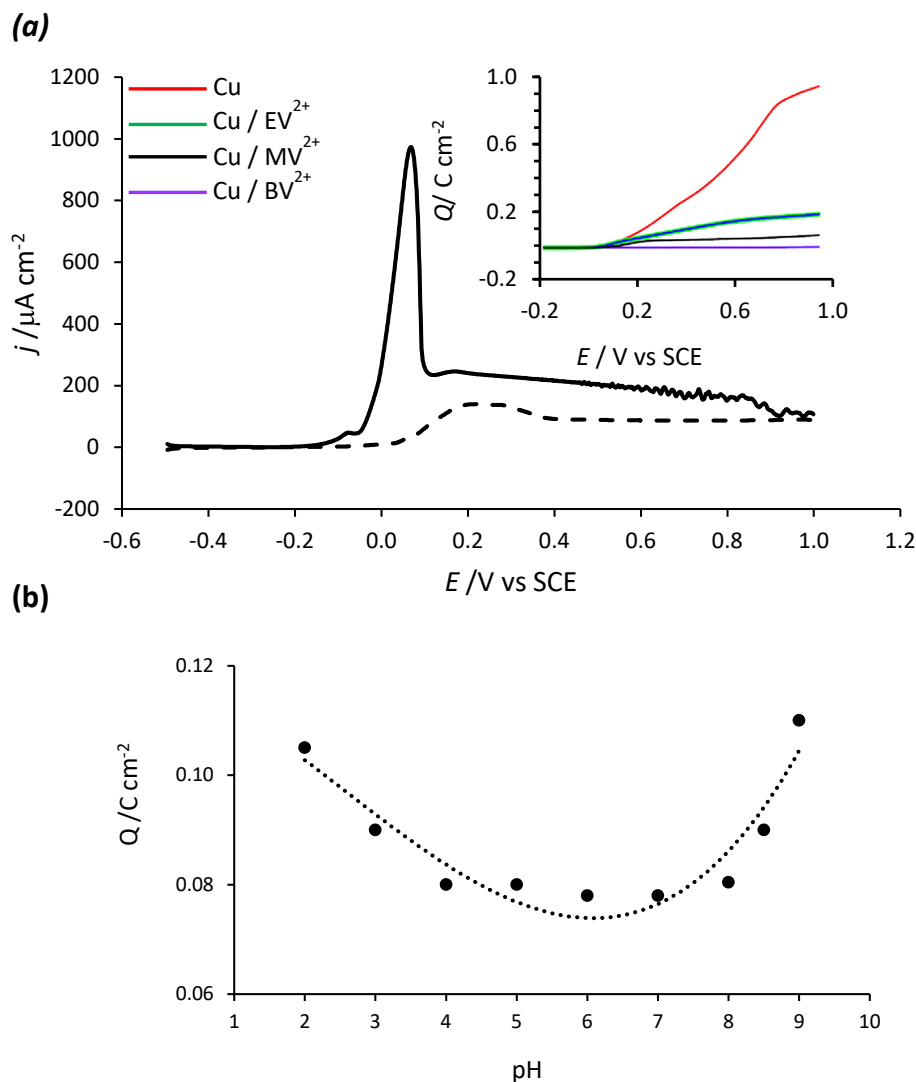 (a)
1200
1000
800
600
400
200
0
-200
j /µA cm-2
Cu
Cu / EV2+
Cu / MV2+
Cu / BV2+
1.0
0.6
0.2
-0.2
Q/ C cm-2
-0.2 0.2 0.6 1.0
E / V vs SCE
-0.6 -0.4 -0.2 0.0 0.2 0.4 0.6 0.8 1.0 1.2
E /V vs SCE
(b)
0.12
0.10
0.08
0.06
Q /C cm-2
1 2 3 4 5 6 7 8 9 10
pH